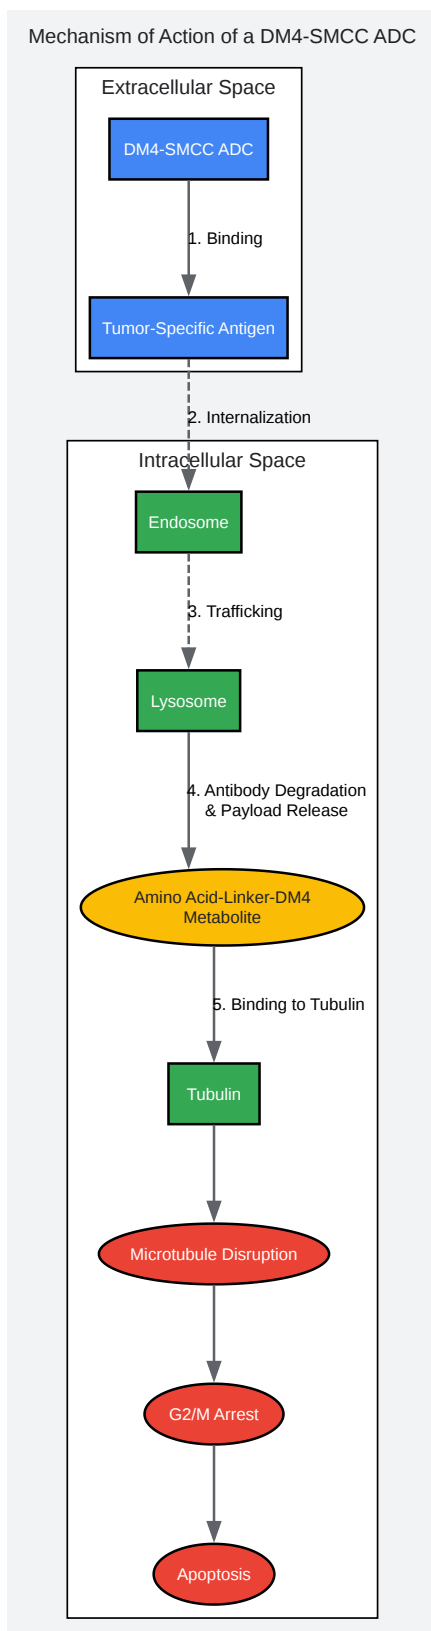 Mechanism of Action of a DM4-SMCC ADC
Extracellular Space
DM4-SMCC ADC
1. Binding
Tumor-Specific Antigen
2. Internalization
Intracellular Space
Endosome
3. Trafficking
Lysosome
4. Antibody Degradation
& Payload Release
Amino Acid-Linker-DM4
Metabolite
5. Binding to Tubulin
Tubulin
Microtubule Disruption
G2/M Arrest
Apoptosis